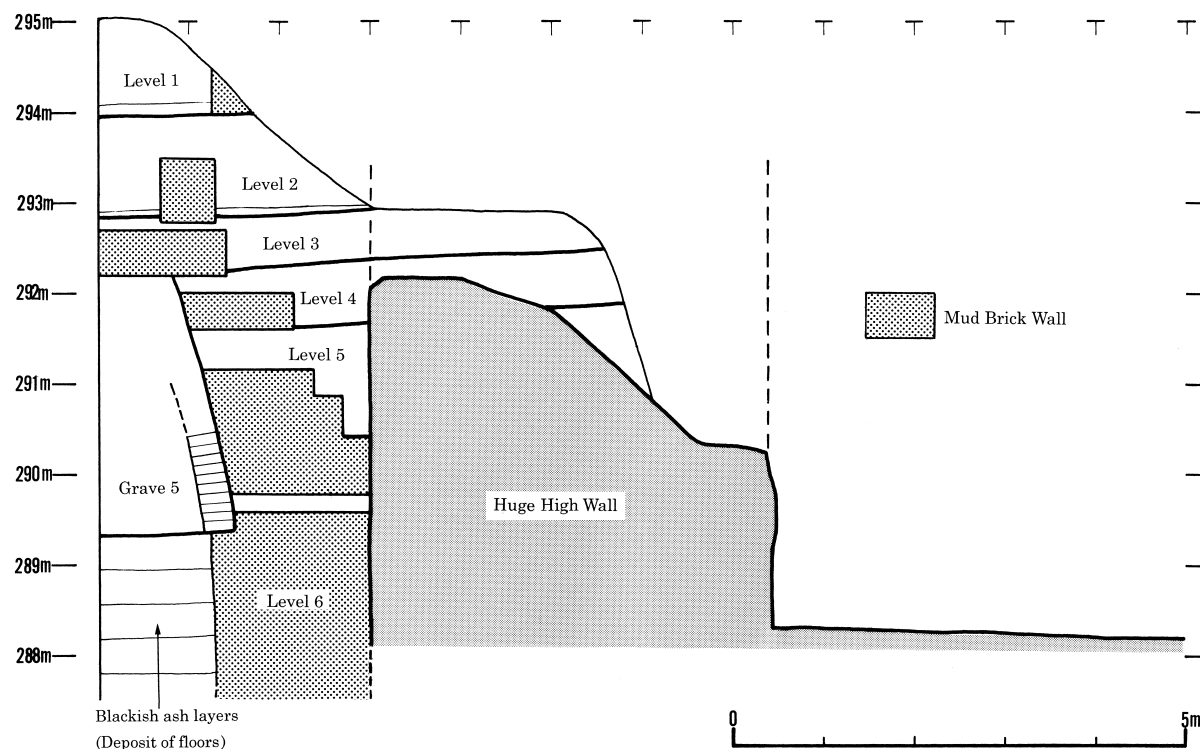 295m
Level 1
294m
Level 2
293m
Level 3
292m
Level 4
Mud Brick Wall
Level 5
291m
290m
Grave 5
Huge High Wall
289m
Level 6
288m
Blackish ash layers
(Deposit of floors)
0
5m